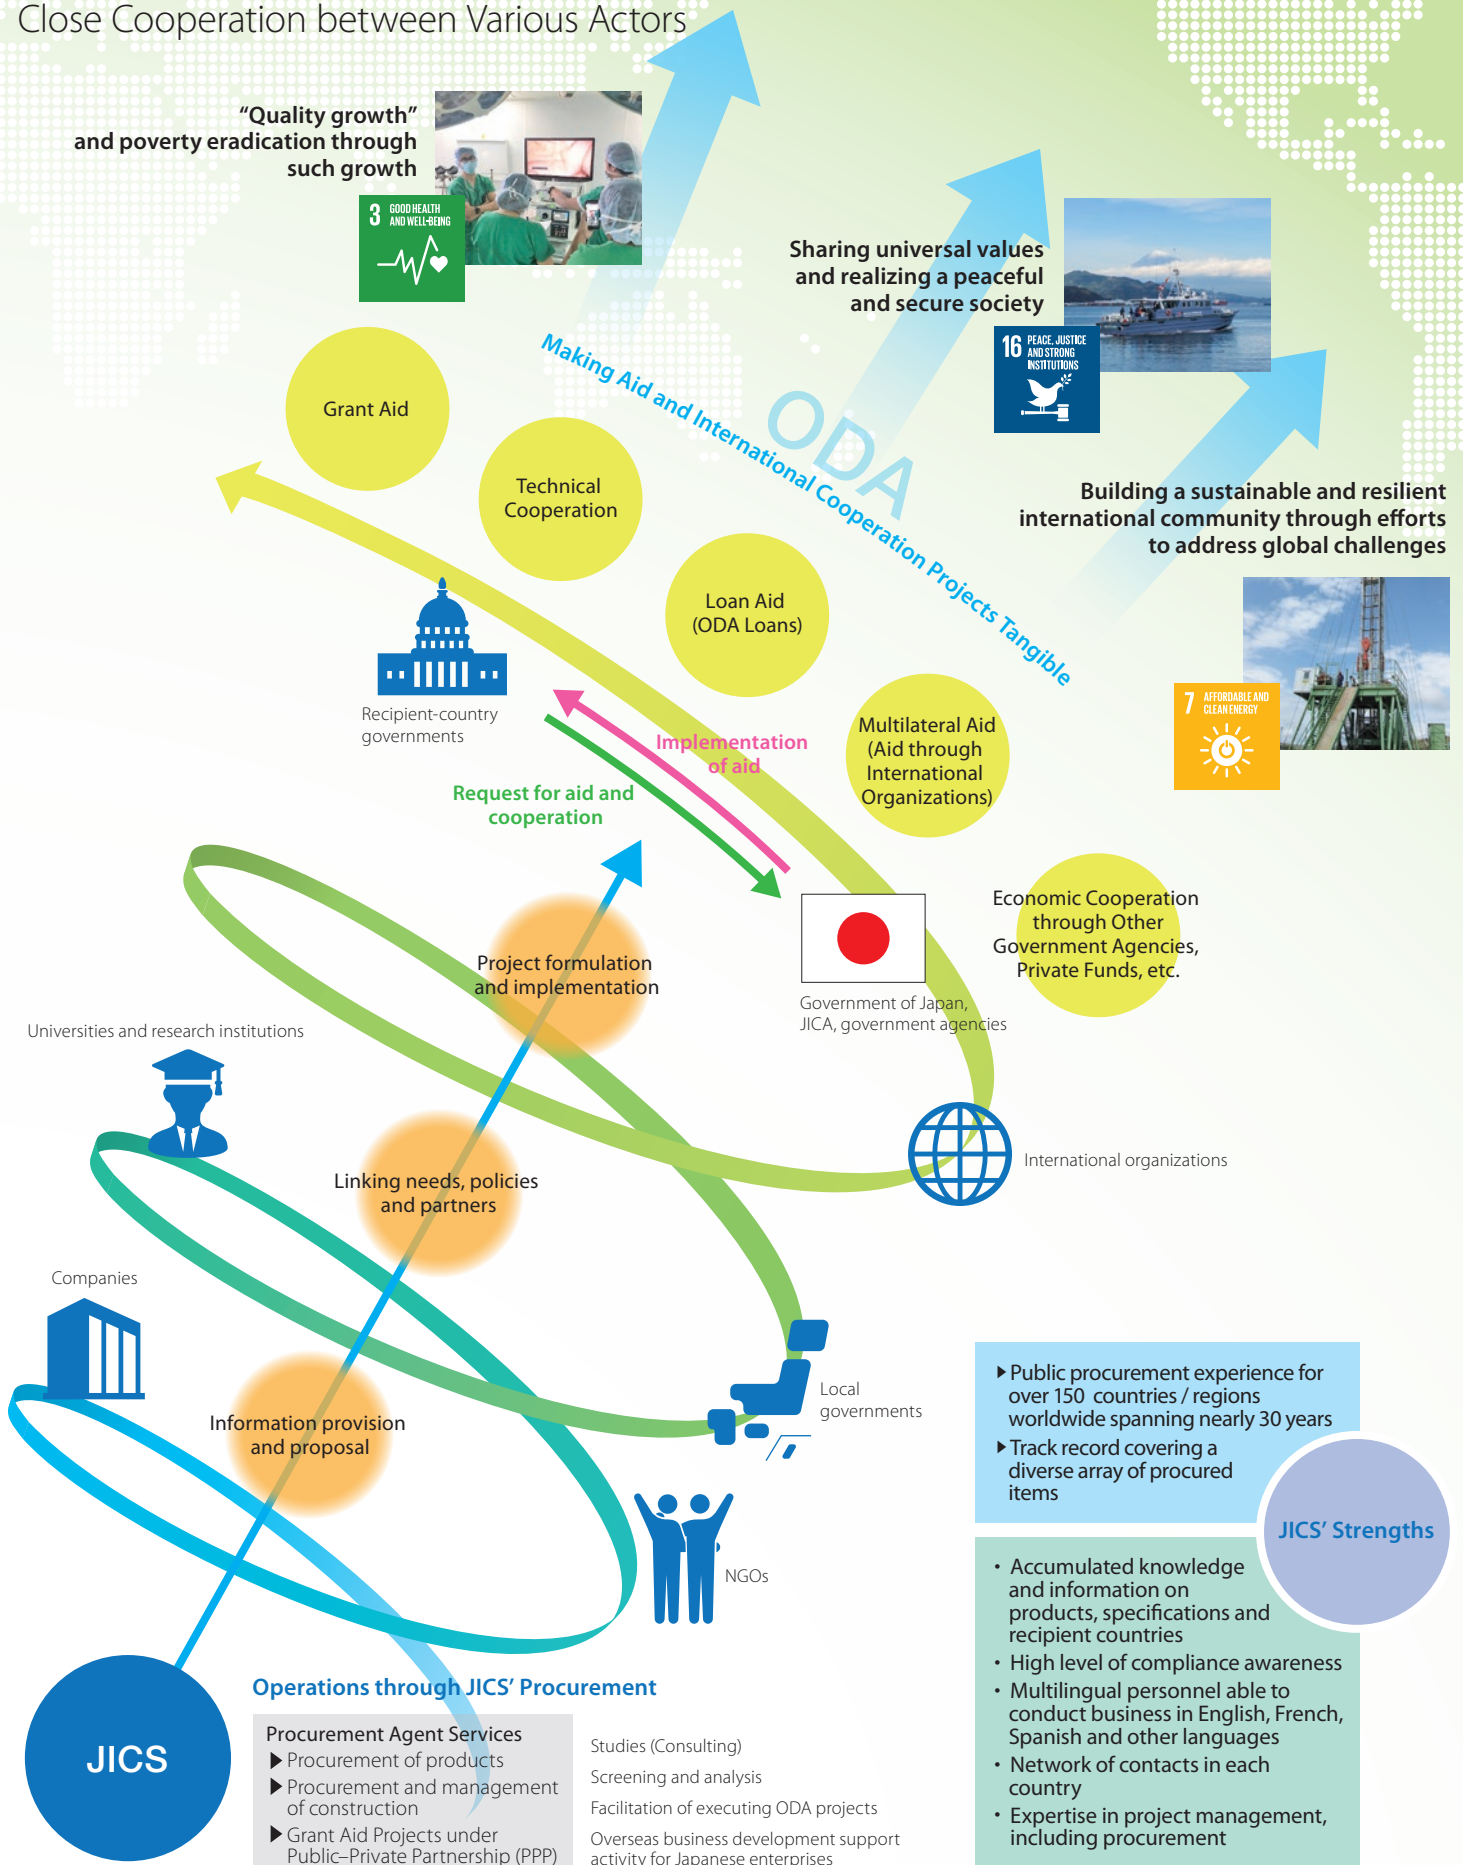 Close Cooperation between Various Actors
“Quality growth”
and poverty eradication through
such growth
3 GOOD HEALTH
AND WELL-BEING
Sharing universal values
and realizing a peaceful
and secure society
16 PEACE, JUSTICE
AND STRONG
INSTITUTIONS
Making Aid and International Cooperation Projects Tangible
ODA
Building a sustainable and resilient
international community through efforts
to address global challenges
7 AFFORDABLE AND
CLEAN ENERGY
Grant Aid
Technical
Cooperation
Loan Aid
(ODA Loans)
Multilateral Aid
(Aid through
International
Organizations)
Economic Cooperation
through Other
Government Agencies,
Private Funds, etc.
Recipient-country
governments
Implementation
of aid
Request for aid and
cooperation
Government of Japan,
JICA, government agencies
Project formulation
and implementation
Universities and research institutions
International organizations
Linking needs, policies
and partners
Companies
Local
governments
Information provision
and proposal
NGOs
JICS
Operations through JICS’ Procurement
Procurement Agent Services
▶ Procurement of products
▶ Procurement and management
of construction
▶ Grant Aid Projects under
Public–Private Partnership (PPP)
Studies (Consulting)
Screening and analysis
Facilitation of executing ODA projects
Overseas business development support
activity for Japanese enterprises
▶ Public procurement experience for
over 150 countries / regions
worldwide spanning nearly 30 years
▶ Track record covering a
diverse array of procured
items
JICS’ Strengths
• Accumulated knowledge
and information on
products, specifications and
recipient countries
• High level of compliance awareness
• Multilingual personnel able to
conduct business in English, French,
Spanish and other languages
• Network of contacts in each
country
• Expertise in project management,
including procurement